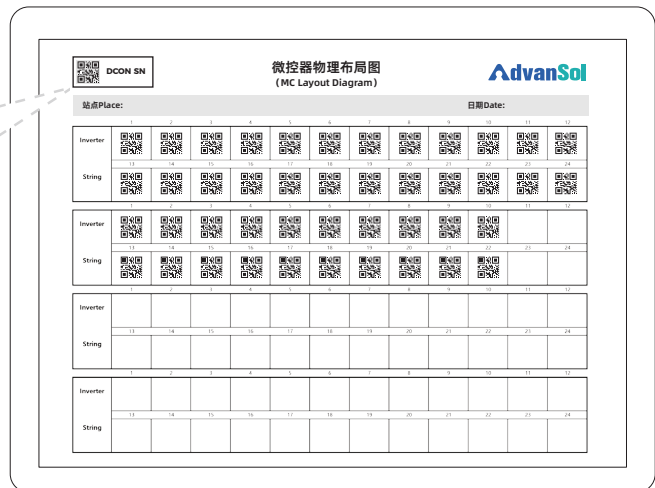 DCON SN
微控器物理布局图
(MC Layout Diagram)
AdvanSol
站点Place: 日期Date:
1 2 3 4 5 6 7 8 9 10 11 12
Inverter
13 14 15 16 17 18 19 20 21 22 23 24
String
1 2 3 4 5 6 7 8 9 10 11 12
Inverter
13 14 15 16 17 18 19 20 21 22 23 24
String
1 2 3 4 5 6 7 8 9 10 11 12
Inverter
13 14 15 16 17 18 19 20 21 22 23 24
String
1 2 3 4 5 6 7 8 9 10 11 12
Inverter
13 14 15 16 17 18 19 20 21 22 23 24
String